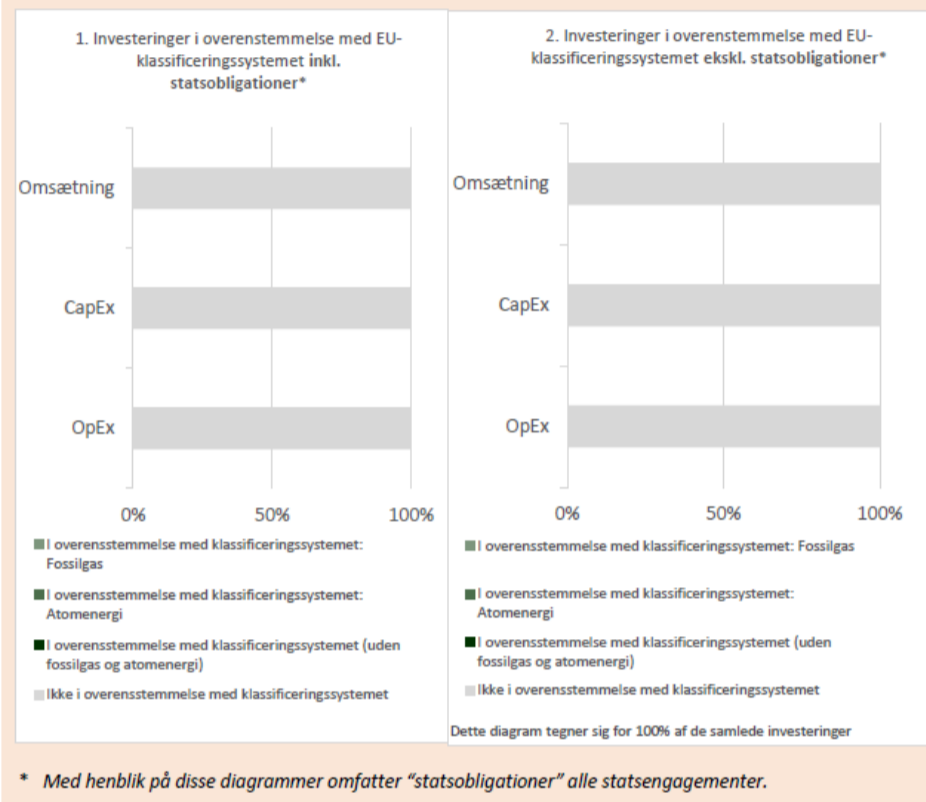 1. Investeringer i overenstemmelse med EU-
klassificeringssystemet inkl.
statsobligationer*
Omsætning
CapEx
OpEx
0%
50%
100%
I overensstemmelse med klassificeringssystemet:
Fossilgas
I overensstemmelse med klassificeringssystemet:
Atomenergi
I overensstemmelse med klassificeringssystemet (uden
fossilgas og atomenergi)
Ikke i overensstemmelse med klassificeringssystemet
2. Investeringer i overenstemmelse med EU-
klassificeringssystemet ekskl. statsobligationer*
Omsætning
CapEx
OpEx
0%
50%
100%
I overensstemmelse med klassificeringssystemet: Fossilgas
I overensstemmelse med klassificeringssystemet:
Atomenergi
I overensstemmelse med klassificeringssystemet (uden
fossilgas og atomenergi)
Ikke i overensstemmelse med klassificeringssystemet
Dette diagram tegner sig for 100% af de samlede investeringer
* Med henblik på disse diagrammer omfatter “statsobligationer” alle statsengagementer.